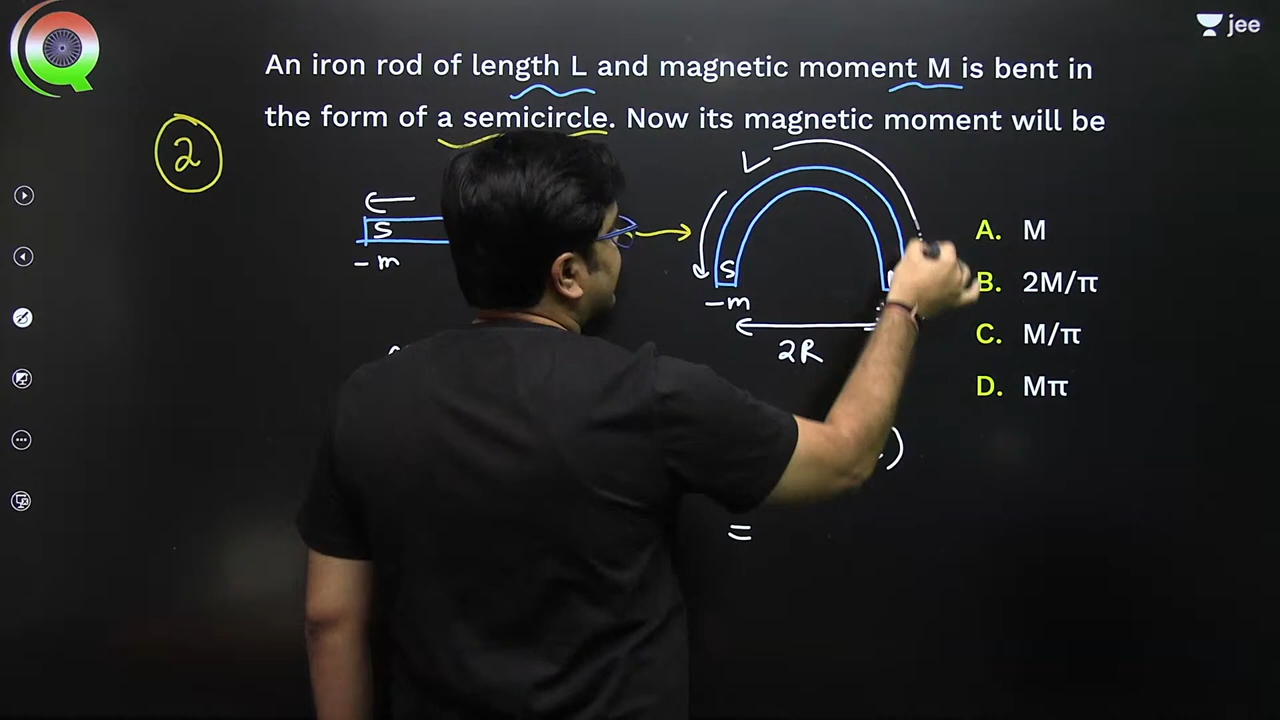 jee
An iron rod of length L and magnetic moment M is bent in
the form of a semicircle. Now its magnetic moment will be
2
L
S
S
-m
-m
2R
)
=
A. M
B. 2M/π
C. M/π
D. Mπ